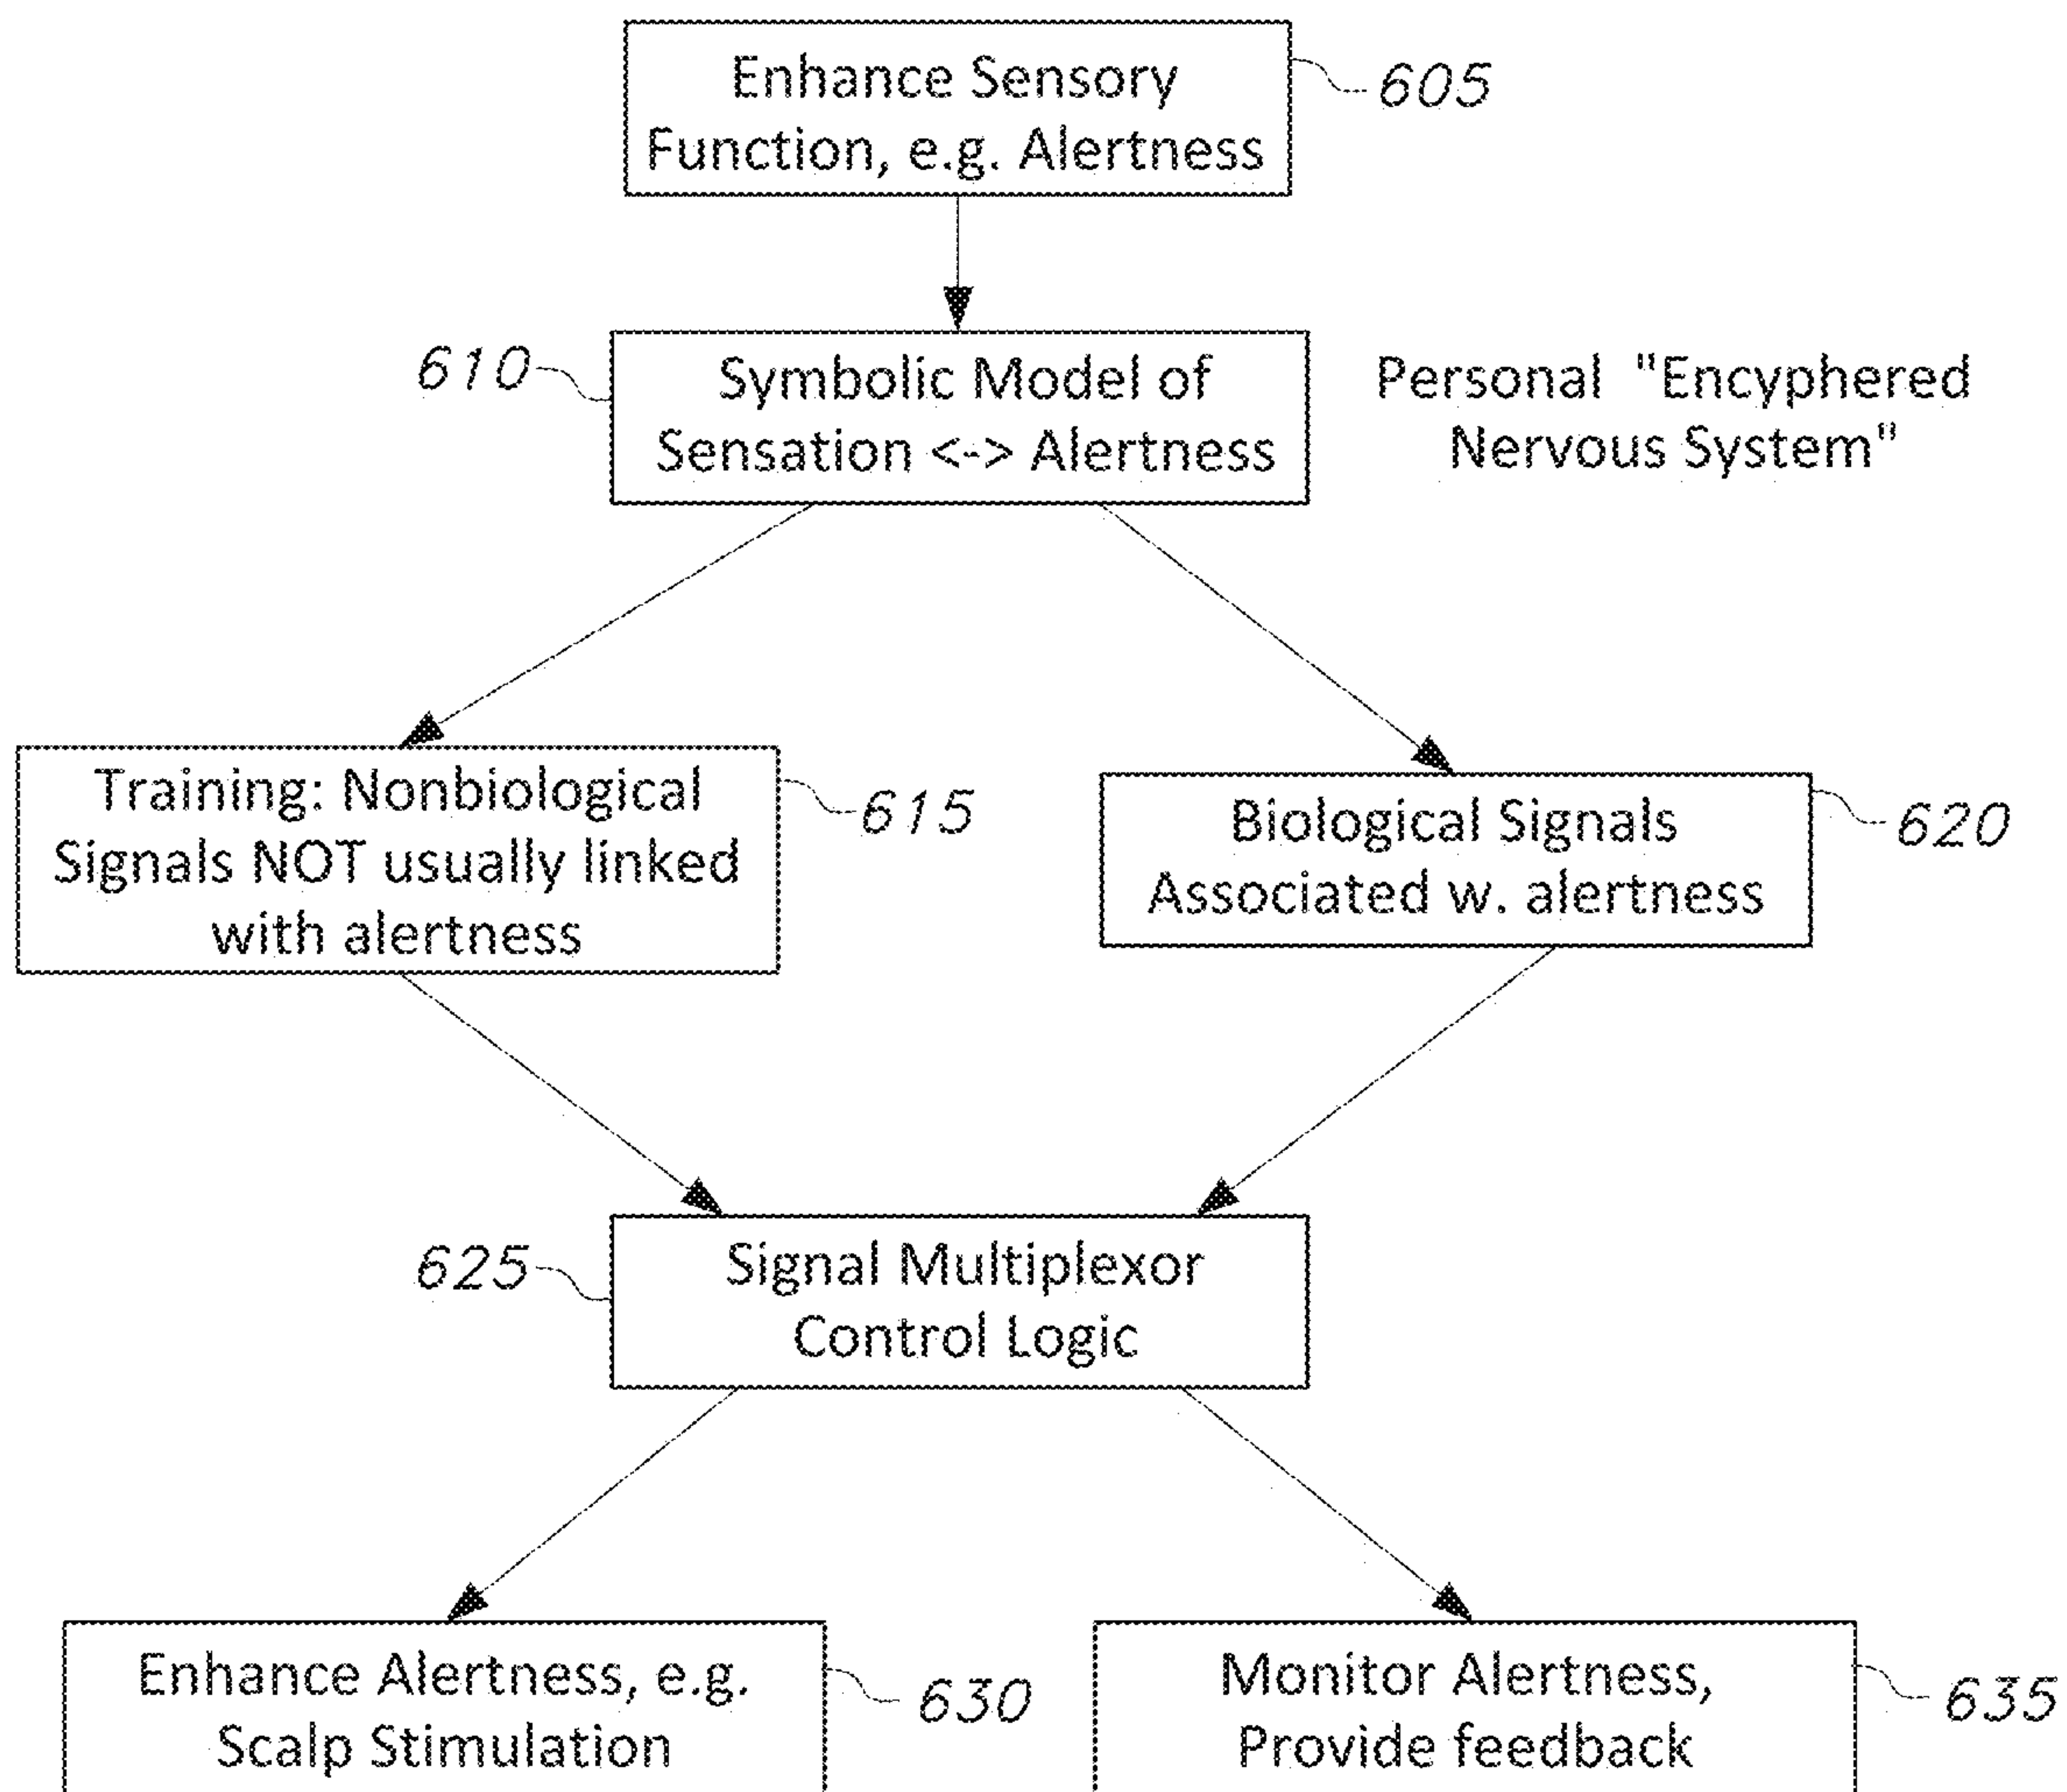 Enhance Sensory
Function, e.g. Alertness
605
610
Symbolic Model of
Sensation <-> Alertness
Personal "Encyphered
Nervous System"
Training: Nonbiological
Signals NOT usually linked
with alertness
615
Biological Signals
Associated w. alertness
620
625
Signal Multiplexor
Control Logic
Enhance Alertness, e.g.
Scalp Stimulation
630
Monitor Alertness,
Provide feedback
635